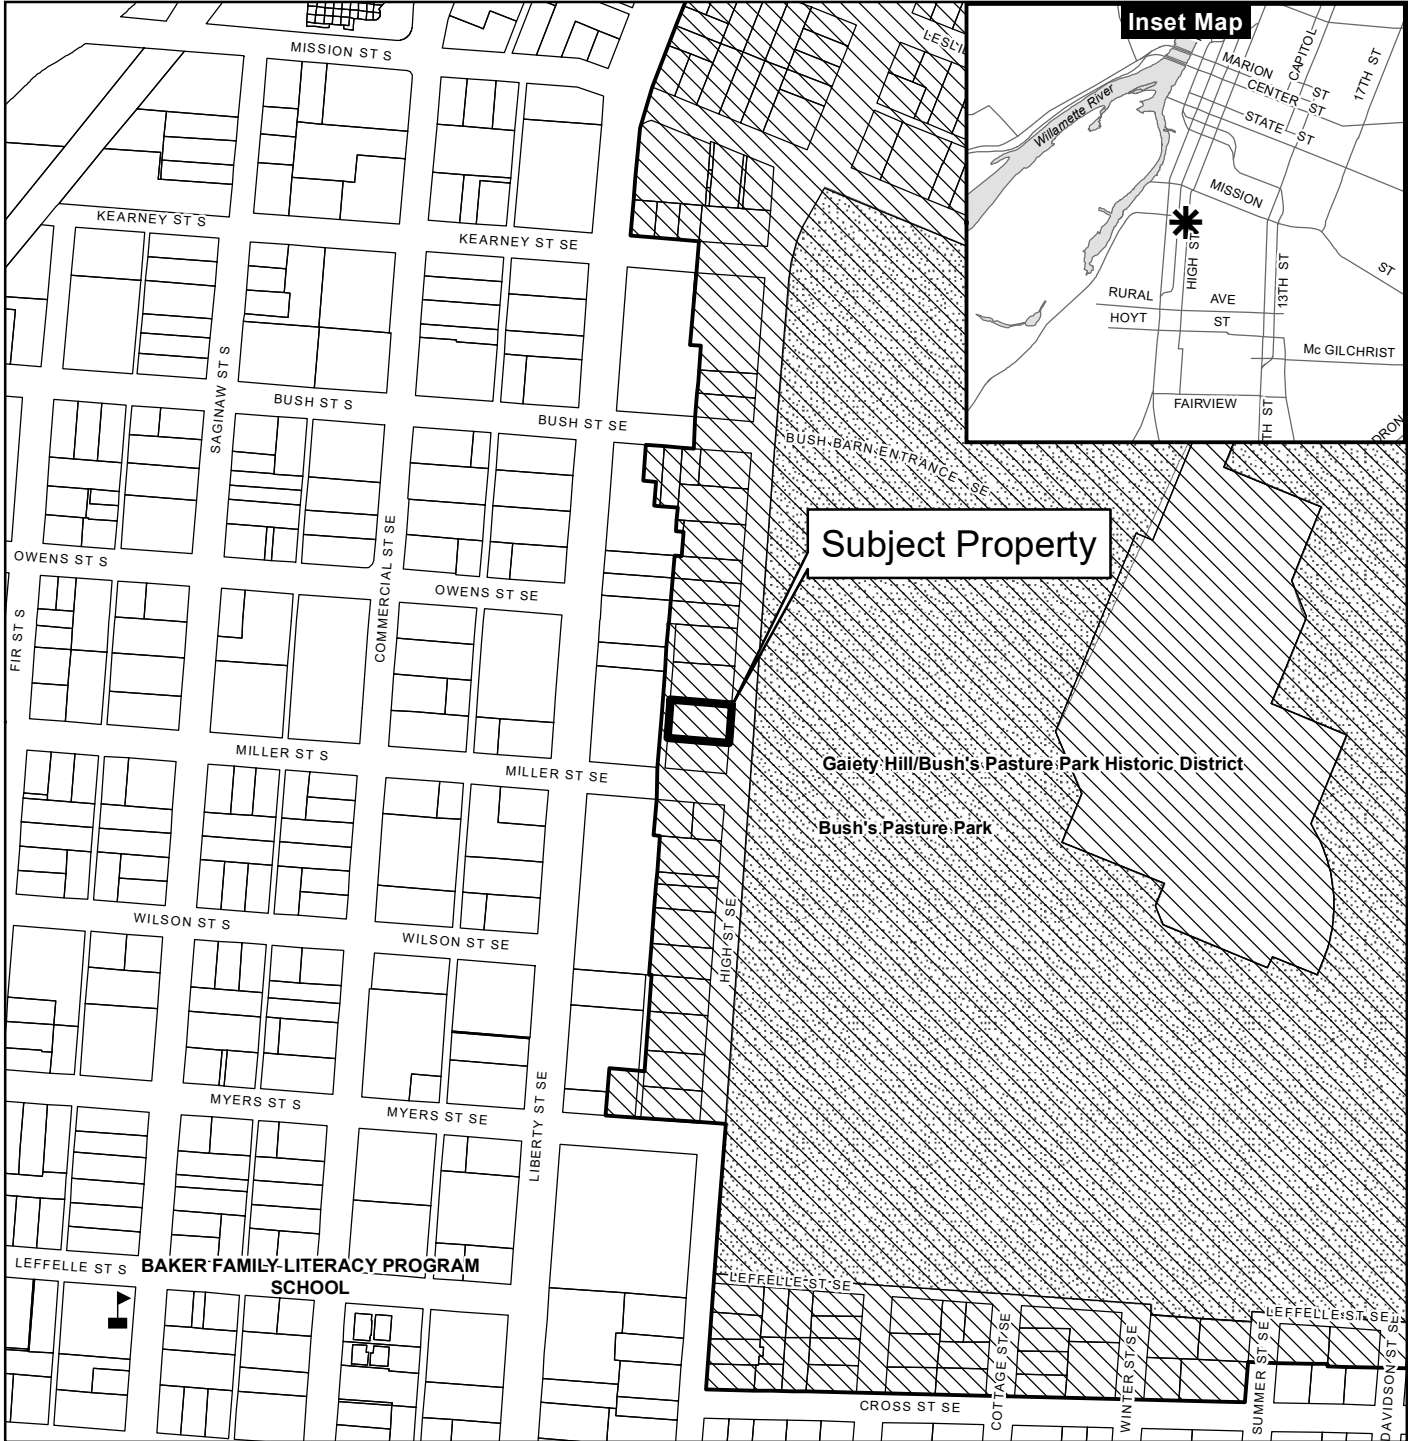 Inset Map
MISSION ST S
LESLIE
CAPITOL
17TH ST
MARION ST
CENTER ST
STATE ST
Willamette River
MISSION
ST
HIGH ST
13TH ST
RURAL AVE
HOYT ST
Mc GILCHRIST
FAIRVIEW
TH ST
DRON
KEARNEY ST S
KEARNEY ST SE
SAGINAW ST S
BUSH ST S
BUSH ST SE
BUSH BARN ENTRANCE SE
Subject Property
OWENS ST S
COMMERCIAL ST SE
OWENS ST SE
FIR ST S
MILLER ST S
MILLER ST SE
Gaiety Hill/Bush's Pasture Park Historic District
Bush's Pasture Park
WILSON ST S
WILSON ST SE
HIGH ST SE
MYERS ST S
MYERS ST SE
LIBERTY ST SE
LEFFELLE ST S
BAKER FAMILY LITERACY PROGRAM
SCHOOL
LEFFELLE ST SE
LEFFELLE ST SE
COTTAGE ST SE
WINTER ST SE
SUMMER ST SE
DAVIDSON ST SE
CROSS ST SE